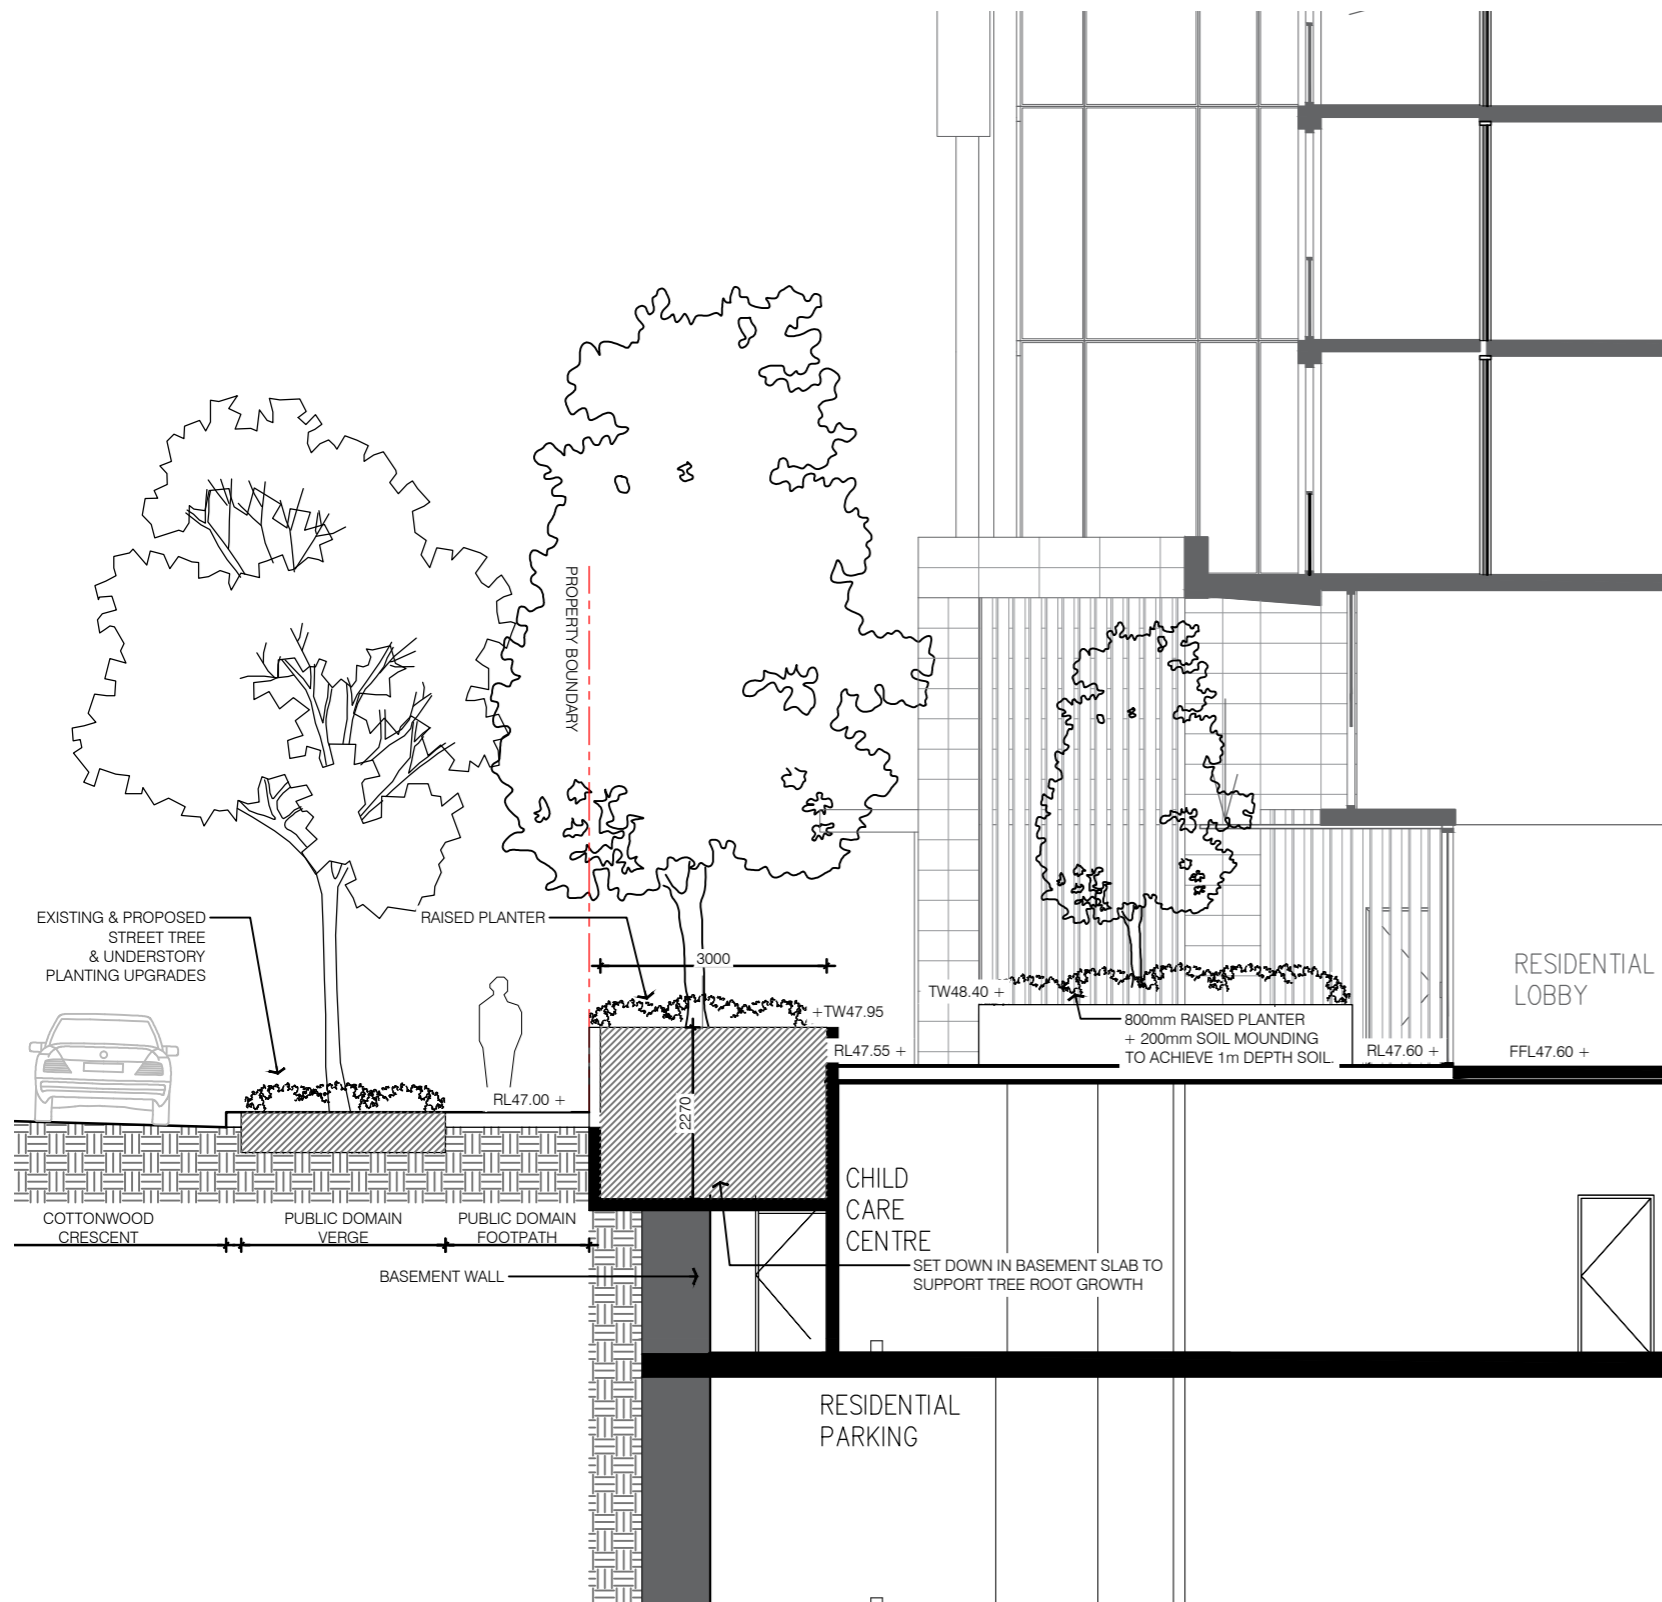 PROPERTY BOUNDARY
EXISTING & PROPOSED
STREET TREE
& UNDERSTORY
PLANTING UPGRADES
RAISED PLANTER
3000
+TW47.95
TW48.40 +
RESIDENTIAL
LOBBY
800mm RAISED PLANTER
+ 200mm SOIL MOUNDING
TO ACHIEVE 1m DEPTH SOIL.
RL47.55 +
RL47.60 +
FFL47.60 +
RL47.00 +
2270
CHILD
CARE
CENTRE
COTTONWOOD
CRESCENT
PUBLIC DOMAIN
VERGE
PUBLIC DOMAIN
FOOTPATH
BASEMENT WALL
SET DOWN IN BASEMENT SLAB TO
SUPPORT TREE ROOT GROWTH
RESIDENTIAL
PARKING